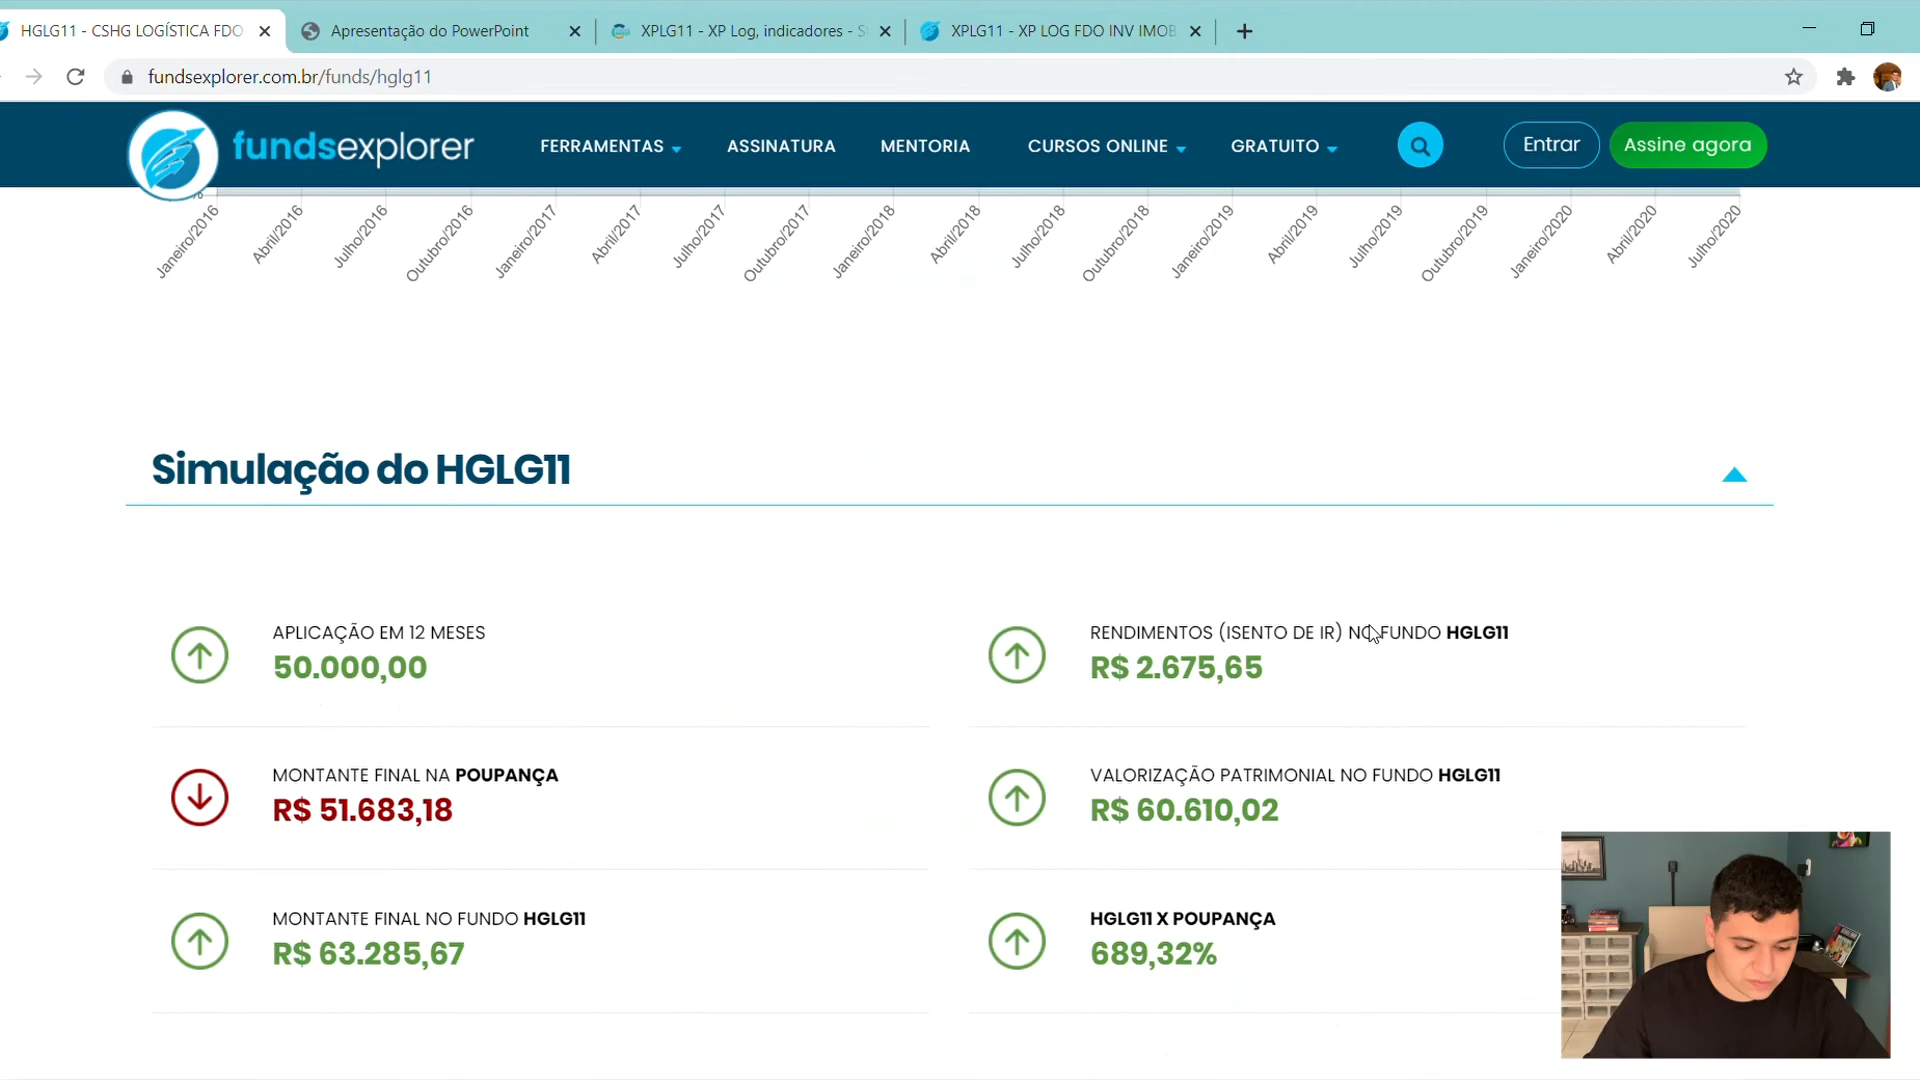 HGLG11 - CSHG LOGÍSTICA FDO
Apresentação do PowerPoint
XPLG11 - XP Log, indicadores - S
XPLG11 - XP LOG FDO INV IMOB
fundsexplorer.com.br/funds/hglg11
fundsexplorer
FERRAMENTAS
ASSINATURA
MENTORIA
CURSOS ONLINE
GRATUITO
Entrar
Assine agora
Janeiro/2016
Abril/2016
Julho/2016
Outubro/2016
Janeiro/2017
Abril/2017
Julho/2017
Outubro/2017
Janeiro/2018
Abril/2018
Julho/2018
Outubro/2018
Janeiro/2019
Abril/2019
Julho/2019
Outubro/2019
Janeiro/2020
Abril/2020
Julho/2020
Simulação do HGLG11
APLICAÇÃO EM 12 MESES
50.000,00
RENDIMENTOS (ISENTO DE IR) NO FUNDO HGLG11
R$ 2.675,65
MONTANTE FINAL NA POUPANÇA
R$ 51.683,18
VALORIZAÇÃO PATRIMONIAL NO FUNDO HGLG11
R$ 60.610,02
MONTANTE FINAL NO FUNDO HGLG11
R$ 63.285,67
HGLG11 X POUPANÇA
689,32%